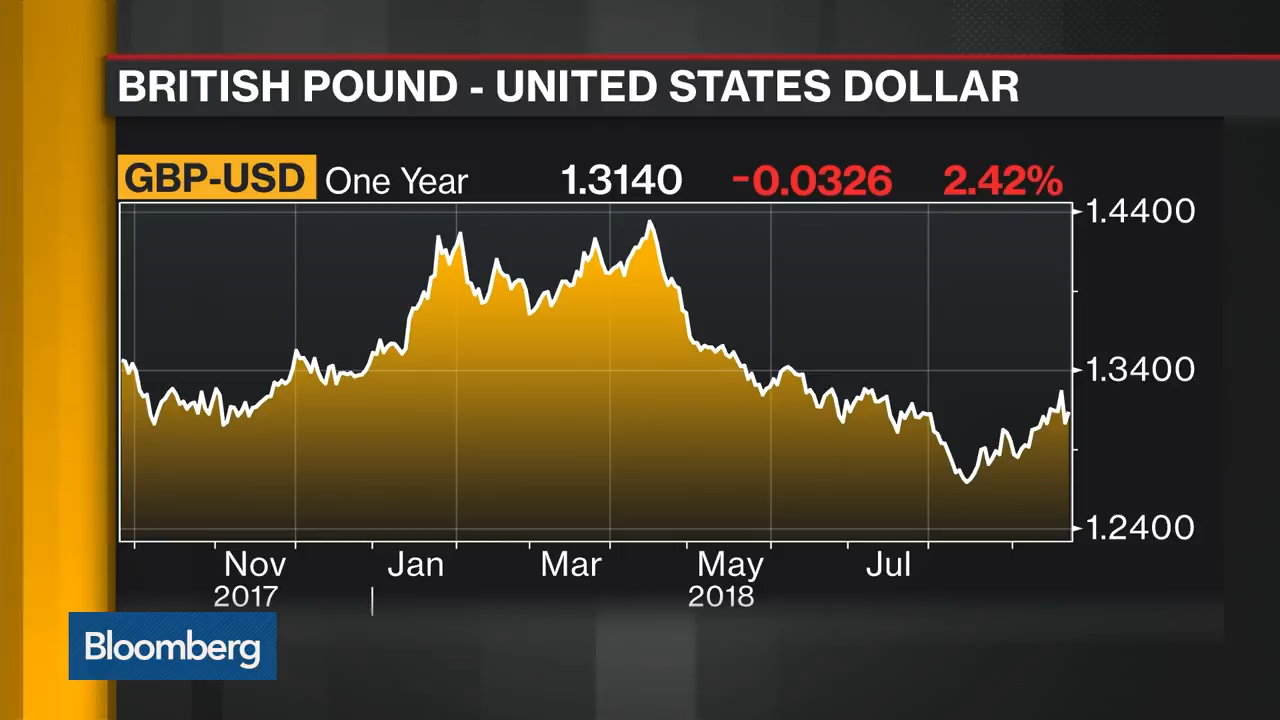 BRITISH POUND - UNITED STATES DOLLAR
GBP-USD One Year 1.3140 -0.0326 2.42%
1.4400
1.3400
1.2400
Nov Jan Mar May Jul
2017 2018
Bloomberg